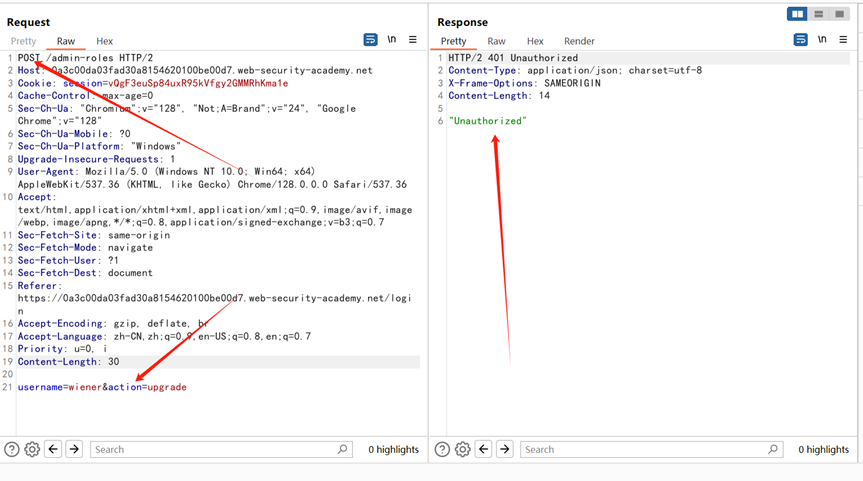 Request
Pretty Raw Hex
\n
1 POST /admin-roles HTTP/2
2 Host: 0a3c00da03fad30a8154620100be00d7.web-security-academy.net
3 Cookie: session=vQgF3euSp84uxR95kVfgy2GMMRhKma1e
4 Cache-Control: max-age=0
5 Sec-Ch-Ua: "Chromium";v="128", "Not;A=Brand";v="24", "Google
Chrome";v="128"
6 Sec-Ch-Ua-Mobile: ?0
7 Sec-Ch-Ua-Platform: "Windows"
8 Upgrade-Insecure-Requests: 1
9 User-Agent: Mozilla/5.0 (Windows NT 10.0; Win64; x64)
AppleWebKit/537.36 (KHTML, like Gecko) Chrome/128.0.0.0 Safari/537.36
10 Accept:
text/html,application/xhtml+xml,application/xml;q=0.9,image/avif,image
/webp,image/apng,*/*;q=0.8,application/signed-exchange;v=b3;q=0.7
11 Sec-Fetch-Site: same-origin
12 Sec-Fetch-Mode: navigate
13 Sec-Fetch-User: ?1
14 Sec-Fetch-Dest: document
15 Referer:
https://0a3c00da03fad30a8154620100be00d7.web-security-academy.net/logi
n
16 Accept-Encoding: gzip, deflate, br
17 Accept-Language: zh-CN,zh;q=0.9,en-US;q=0.8,en;q=0.7
18 Priority: u=0, i
19 Content-Length: 30
20
21 username=wiener&action=upgrade
Search
0 highlights
Response
Pretty Raw Hex Render
\n
1 HTTP/2 401 Unauthorized
2 Content-Type: application/json; charset=utf-8
3 X-Frame-Options: SAMEORIGIN
4 Content-Length: 14
5
6 "Unauthorized"
Search
0 highlights